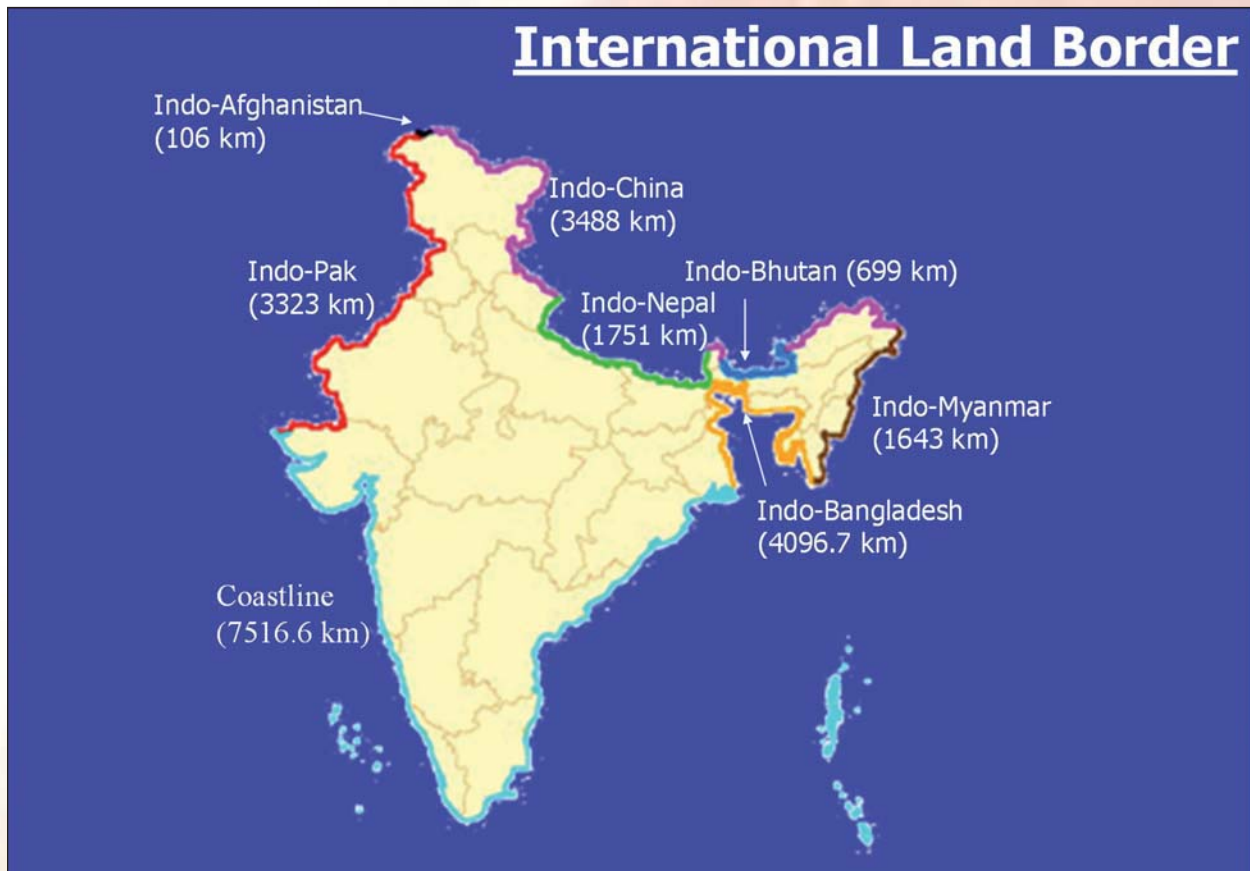 International Land Border
Indo-Afghanistan
(106 km)
Indo-China
(3488 km)
Indo-Pak
(3323 km)
Indo-Bhutan (699 km)
Indo-Nepal
(1751 km)
Indo-Myanmar
(1643 km)
Indo-Bangladesh
(4096.7 km)
Coastline
(7516.6 km)